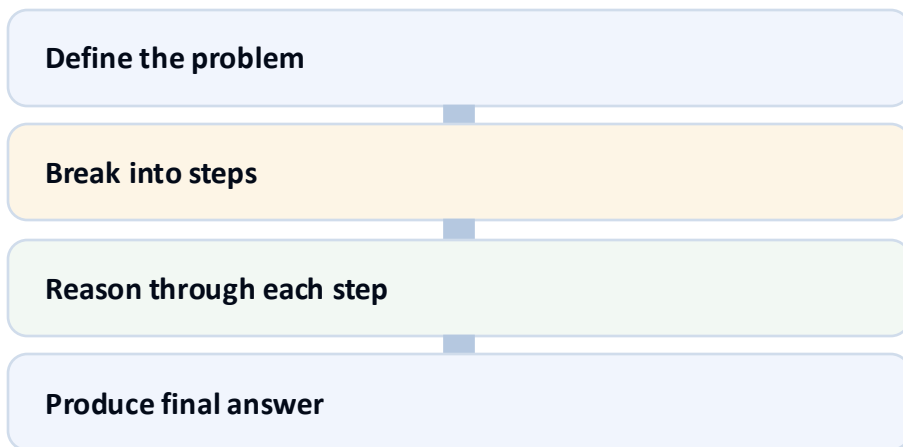 Define the problem
Break into steps
Reason through each step
Produce final answer